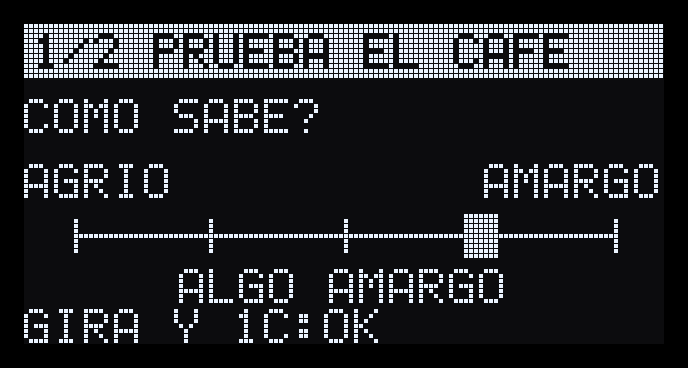 1/2 PRUEBA EL CAFE
COMO SABE?
AGRIO AMARGO
ALGO AMARGO
GIRA Y 1C:OK